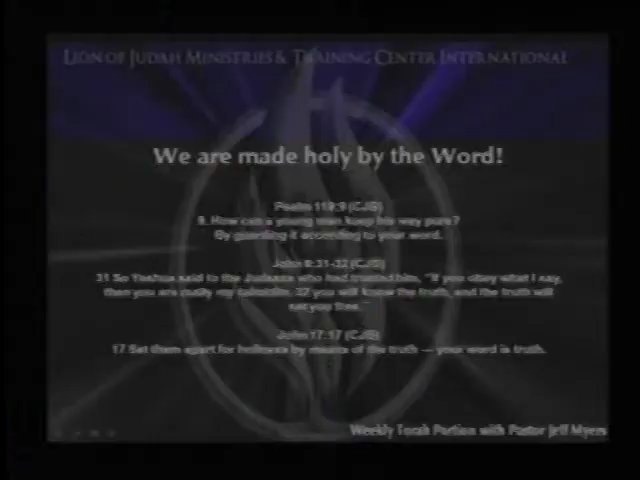 LION OF JUDAH MINISTRIES & TRAINING CENTER INTERNATIONAL
We are made holy by the Word!
Psalm 119:9 (CJB)
9. How can a young man keep his way pure?
By guarding it according to your word.
John 8:31-32 (CJB)
31 So Yeshua said to the Judeans who had trusted him, "If you obey what I say,
then you are really my talmidim, 32 you will know the truth, and the truth will
set you free."
John 17:17 (CJB)
17 Set them apart for holiness by means of the truth — your word is truth.
Weekly Torah Portion with Pastor Jeff Myers